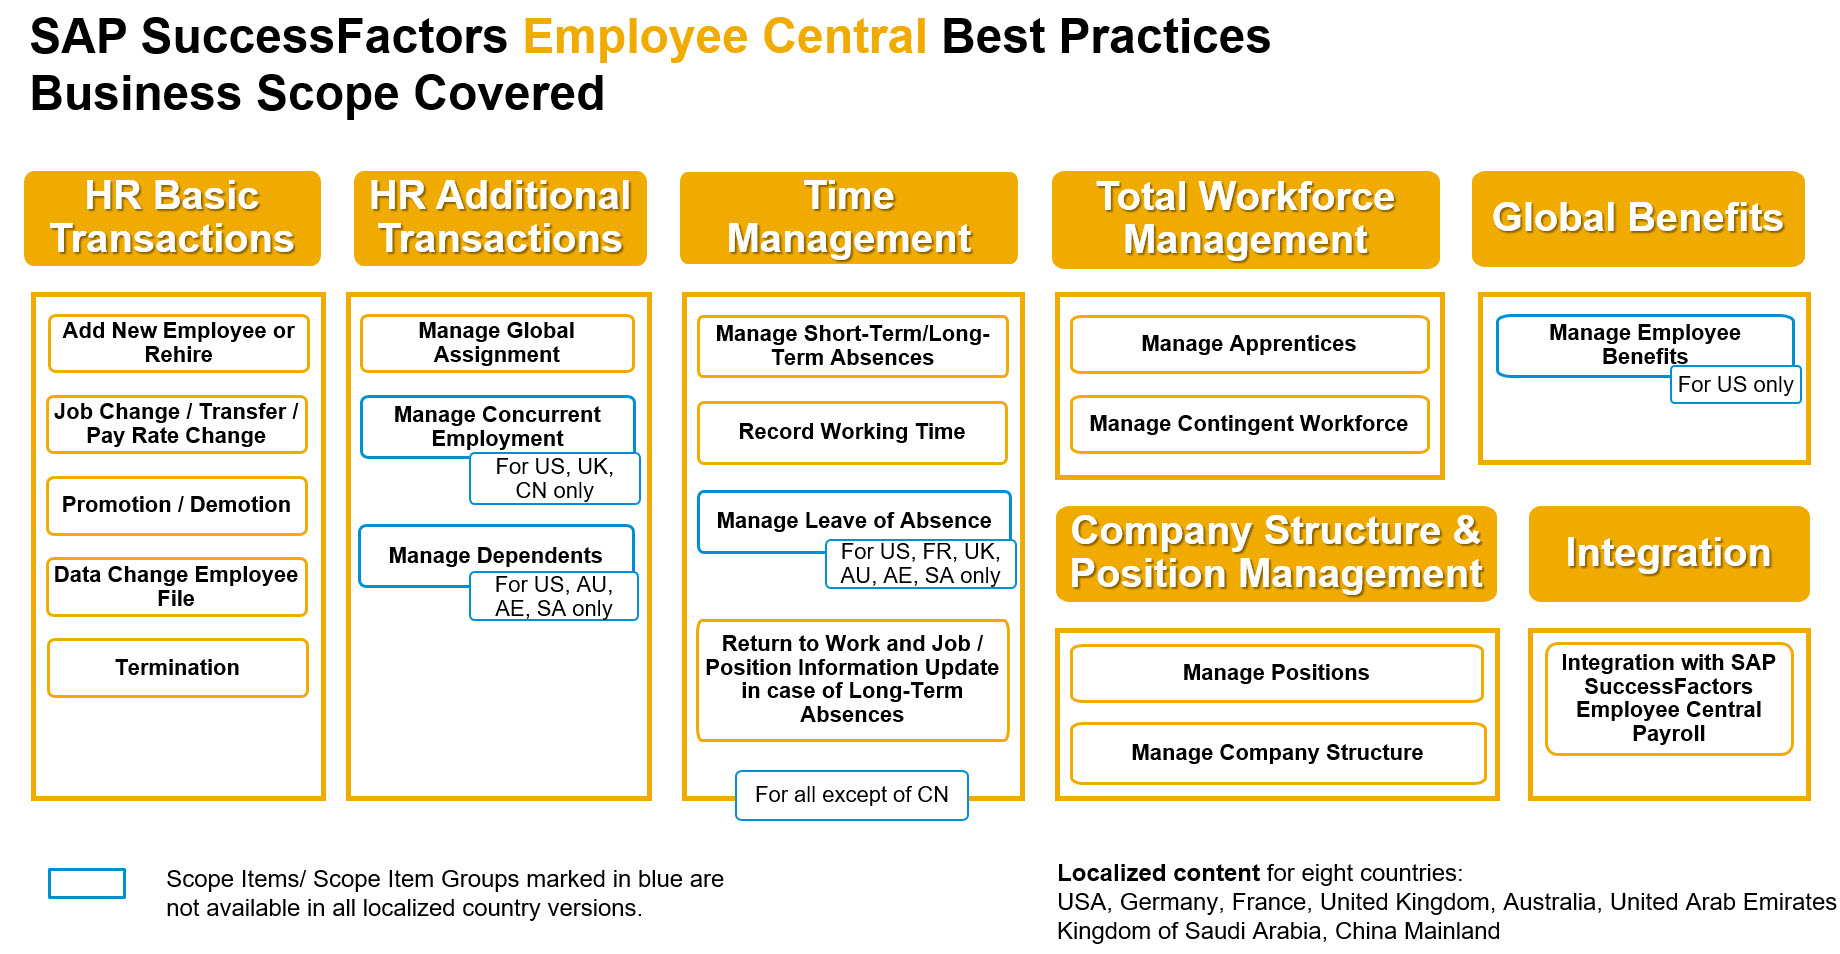 SAP SuccessFactors Employee Central Best Practices
Business Scope Covered
HR Basic
Transactions
Add New Employee or
Rehire
Job Change / Transfer /
Pay Rate Change
Promotion / Demotion
Data Change Employee
File
Termination
HR Additional
Transactions
Manage Global
Assignment
Manage Concurrent
Employment
For US, UK,
CN only
Manage Dependents
For US, AU,
AE, SA only
Time
Management
Manage Short-Term/Long-
Term Absences
Record Working Time
Manage Leave of Absence
For US, FR, UK,
AU, AE, SA only
Return to Work and Job /
Position Information Update
in case of Long-Term
Absences
For all except of CN
Total Workforce
Management
Manage Apprentices
Manage Contingent Workforce
Global Benefits
Manage Employee
Benefits
For US only
Company Structure &
Position Management
Manage Positions
Manage Company Structure
Integration
Integration with SAP
SuccessFactors
Employee Central
Payroll
Scope Items/ Scope Item Groups marked in blue are
not available in all localized country versions.
Localized content for eight countries:
USA, Germany, France, United Kingdom, Australia, United Arab Emirates
Kingdom of Saudi Arabia, China Mainland